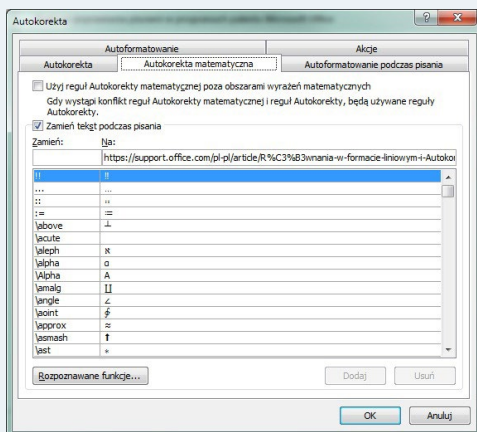 Autokorekta
Autoformatowanie Akcje
Autokorekta Autokorekta matematyczna Autoformatowanie podczas pisania
Użyj reguł Autokorekty matematycznej poza obszarami wyrażeń matematycznych
Gdy wystąpi konflikt reguł Autokorekty matematycznej i reguł Autokorekty, będą używane reguły
Autokorekty.
Zamień tekst podczas pisania
Zamień: Na:
https://support.office.com/pl-pl/article/R%C3%B3wnania-w-formacie-liniowym-i-Autokor
!! ‼
... …
:: ∷
:= ≔
\above ┴
\acute
\aleph ℵ
\alpha α
\Alpha Α
\amalg ∐
\angle ∠
\aoint ∳
\approx ≈
\asmash ⬆
\ast *
Rozpoznawane funkcje... Dodaj Usuń
OK Anuluj